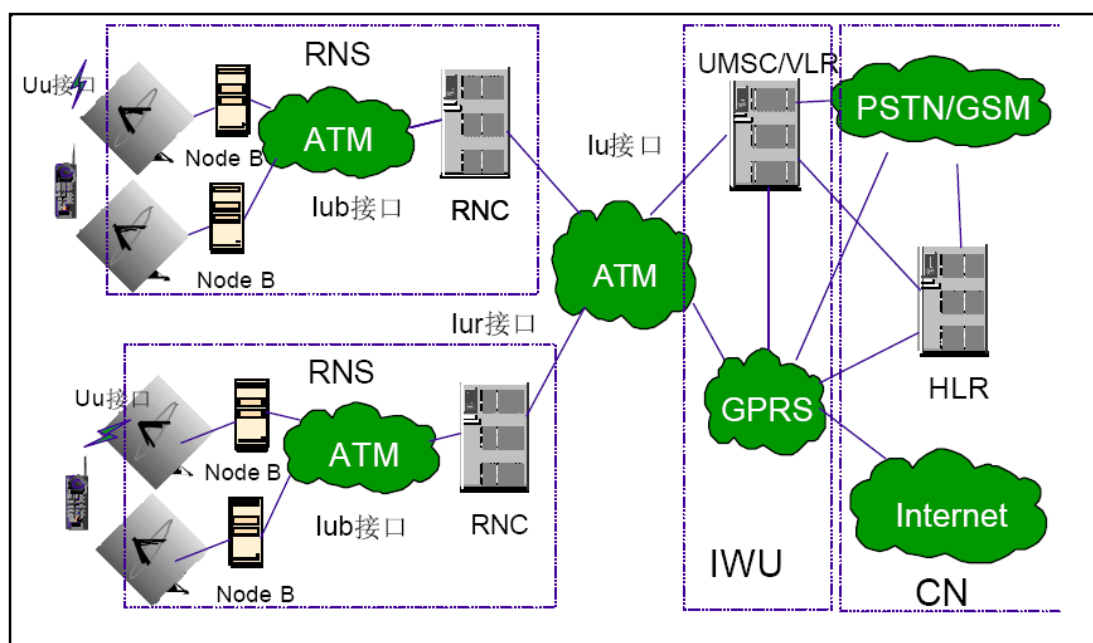 RNS
Uu接口
Node B
ATM
Iub接口
Node B
RNC
Iu接口
UMSC/VLR
PSTN/GSM
ATM
HLR
Iur接口
RNS
Uu接口
Node B
ATM
Iub接口
Node B
RNC
GPRS
Internet
IWU
CN